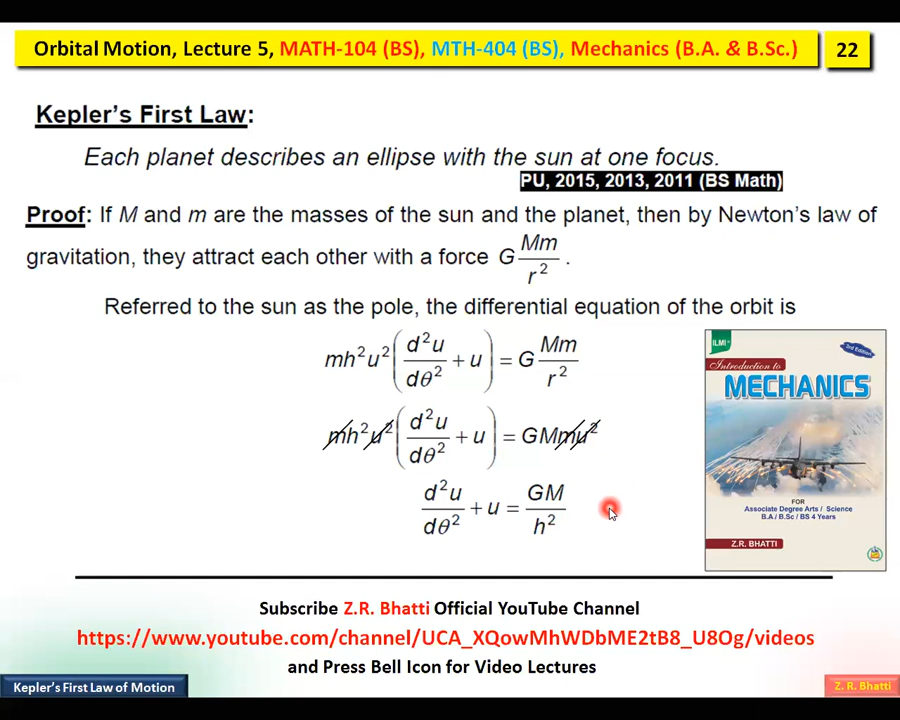 Orbital Motion, Lecture 5, MATH-104 (BS), MTH-404 (BS), Mechanics (B.A. & B.Sc.)
22
Kepler's First Law:
Each planet describes an ellipse with the sun at one focus.
PU, 2015, 2013, 2011 (BS Math)
Proof: If M and m are the masses of the sun and the planet, then by Newton's law of
gravitation, they attract each other with a force G Mm/r² .
Referred to the sun as the pole, the differential equation of the orbit is
mh²u² (d²u/dθ² + u) = G Mm/r²
mh²u² (d²u/dθ² + u) = GMmu²
d²u/dθ² + u = GM/h²
ILMI
3rd Edition
Introduction to
MECHANICS
FOR
Associate Degree Arts / Science
B.A / B.Sc / BS 4 Years
Z.R. BHATTI
Subscribe Z.R. Bhatti Official YouTube Channel
https://www.youtube.com/channel/UCA_XQowMhWDbME2tB8_U8Og/videos
and Press Bell Icon for Video Lectures
Kepler's First Law of Motion
Z. R. Bhatti